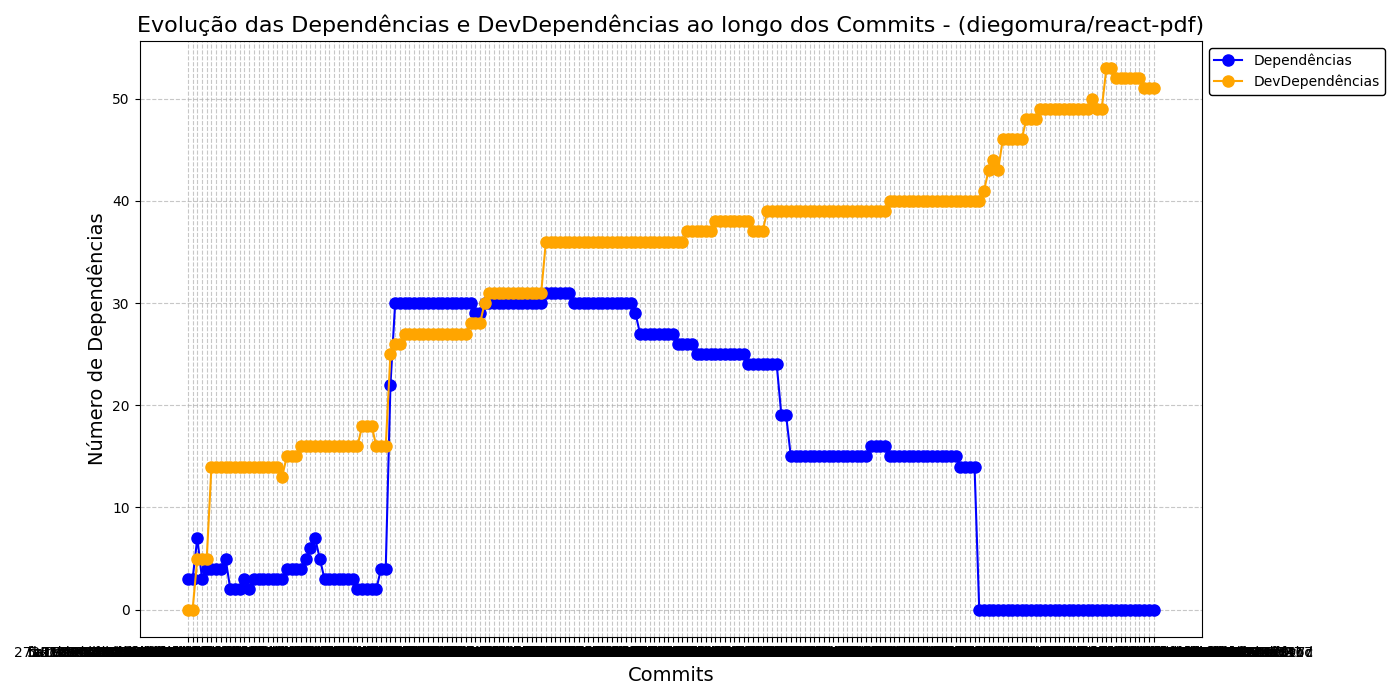 Evolução das Dependências e DevDependências ao longo dos Commits - (diegomura/react-pdf)
Dependências
DevDependências
50
40
30
20
10
0
Número de Dependências
Commits